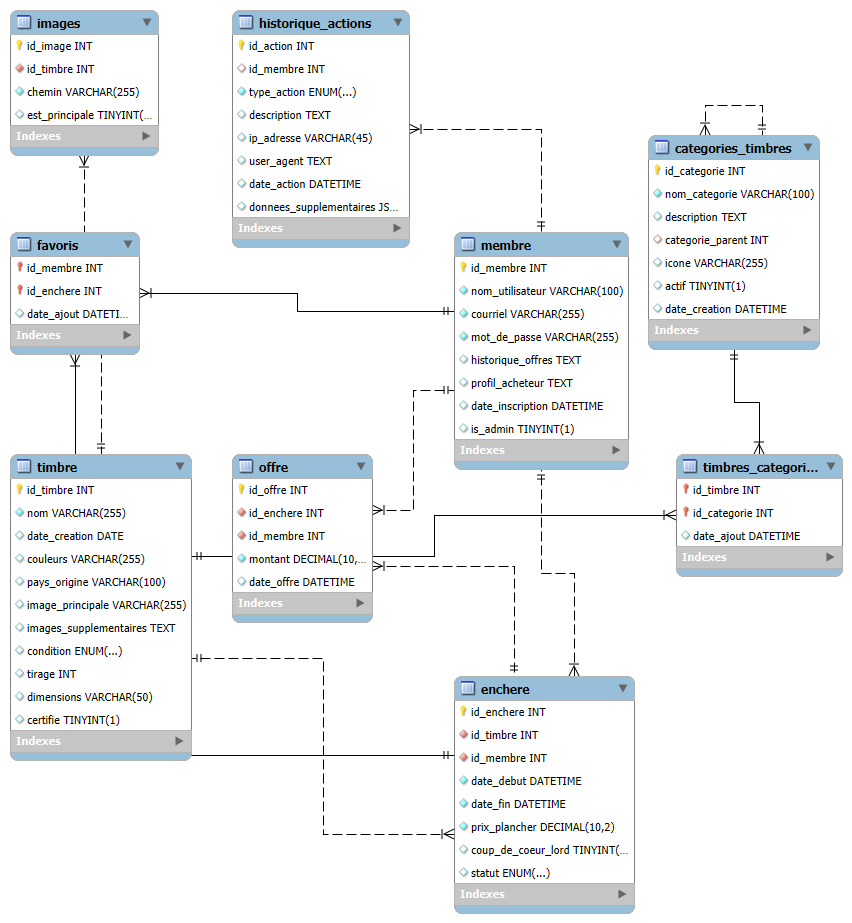 images
id_image INT
id_timbre INT
chemin VARCHAR(255)
est_principale TINYINT(...
Indexes
historique_actions
id_action INT
id_membre INT
type_action ENUM(...)
description TEXT
ip_adresse VARCHAR(45)
user_agent TEXT
date_action DATETIME
donnees_supplementaires JS...
Indexes
categories_timbres
id_categorie INT
nom_categorie VARCHAR(100)
description TEXT
categorie_parent INT
icone VARCHAR(255)
actif TINYINT(1)
date_creation DATETIME
Indexes
favoris
id_membre INT
id_enchere INT
date_ajout DATETI...
Indexes
membre
id_membre INT
nom_utilisateur VARCHAR(100)
courriel VARCHAR(255)
mot_de_passe VARCHAR(255)
historique_offres TEXT
profil_acheteur TEXT
date_inscription DATETIME
is_admin TINYINT(1)
Indexes
timbre
id_timbre INT
nom VARCHAR(255)
date_creation DATE
couleurs VARCHAR(255)
pays_origine VARCHAR(100)
image_principale VARCHAR(255)
images_supplementaires TEXT
condition ENUM(...)
tirage INT
dimensions VARCHAR(50)
certifie TINYINT(1)
Indexes
offre
id_offre INT
id_enchere INT
id_membre INT
montant DECIMAL(10,...
date_offre DATETIME
Indexes
timbres_categori...
id_timbre INT
id_categorie INT
date_ajout DATETIME
Indexes
enchere
id_enchere INT
id_timbre INT
id_membre INT
date_debut DATETIME
date_fin DATETIME
prix_plancher DECIMAL(10,2)
coup_de_coeur_lord TINYINT(...
statut ENUM(...)
Indexes